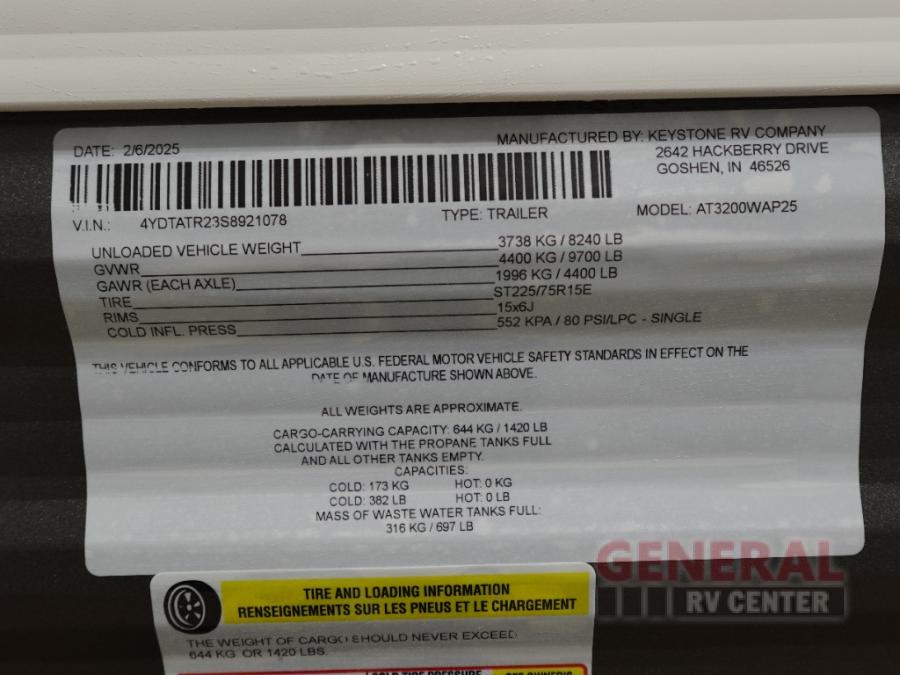 DATE: 2/6/2025
MANUFACTURED BY: KEYSTONE RV COMPANY
2642 HACKBERRY DRIVE
GOSHEN, IN 46526
V.I.N.: 4YDTATR23S8921078 TYPE: TRAILER MODEL: AT3200WAP25
UNLOADED VEHICLE WEIGHT 3738 KG / 8240 LB
GVWR 4400 KG / 9700 LB
GAWR (EACH AXLE) 1996 KG / 4400 LB
TIRE ST225/75R15E
RIMS 15x6J
COLD INFL. PRESS 552 KPA / 80 PSI/LPC - SINGLE
THIS VEHICLE CONFORMS TO ALL APPLICABLE U.S. FEDERAL MOTOR VEHICLE SAFETY STANDARDS IN EFFECT ON THE
DATE OF MANUFACTURE SHOWN ABOVE.
ALL WEIGHTS ARE APPROXIMATE.
CARGO-CARRYING CAPACITY: 644 KG / 1420 LB
CALCULATED WITH THE PROPANE TANKS FULL
AND ALL OTHER TANKS EMPTY.
CAPACITIES:
COLD: 173 KG HOT: 0 KG
COLD: 382 LB HOT: 0 LB
MASS OF WASTE WATER TANKS FULL:
316 KG / 697 LB
GENERAL
RV CENTER
TIRE AND LOADING INFORMATION
RENSEIGNEMENTS SUR LES PNEUS ET LE CHARGEMENT
THE WEIGHT OF CARGO SHOULD NEVER EXCEED
644 KG OR 1420 LBS.
COLD TIRE PRESSURE SEE OWNER'S